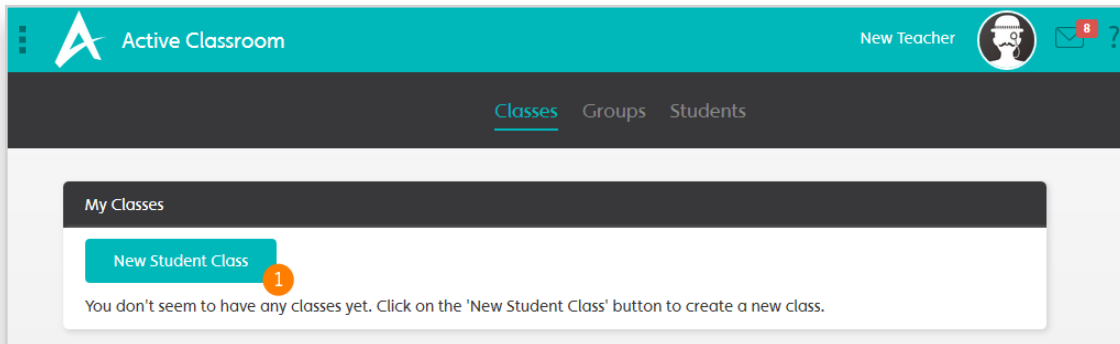 Active Classroom
New Teacher
8
?
Classes Groups Students
My Classes
New Student Class
1
You don't seem to have any classes yet. Click on the 'New Student Class' button to create a new class.